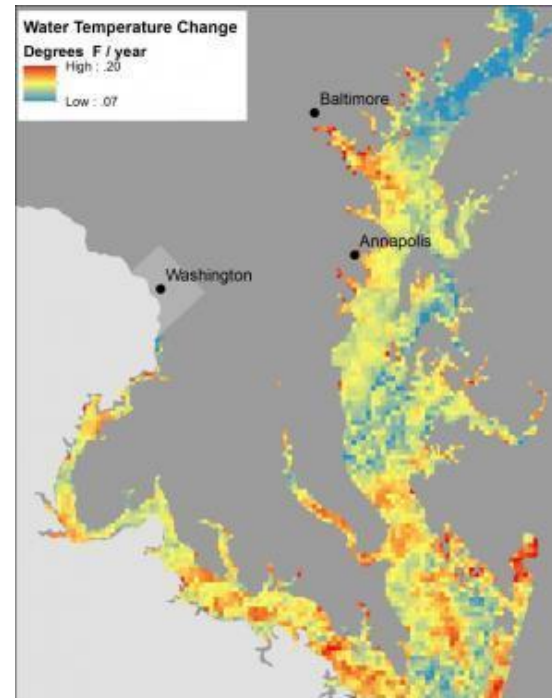 Water Temperature Change
Degrees F / year
High : .20
Low : .07
Baltimore
Annapolis
Washington